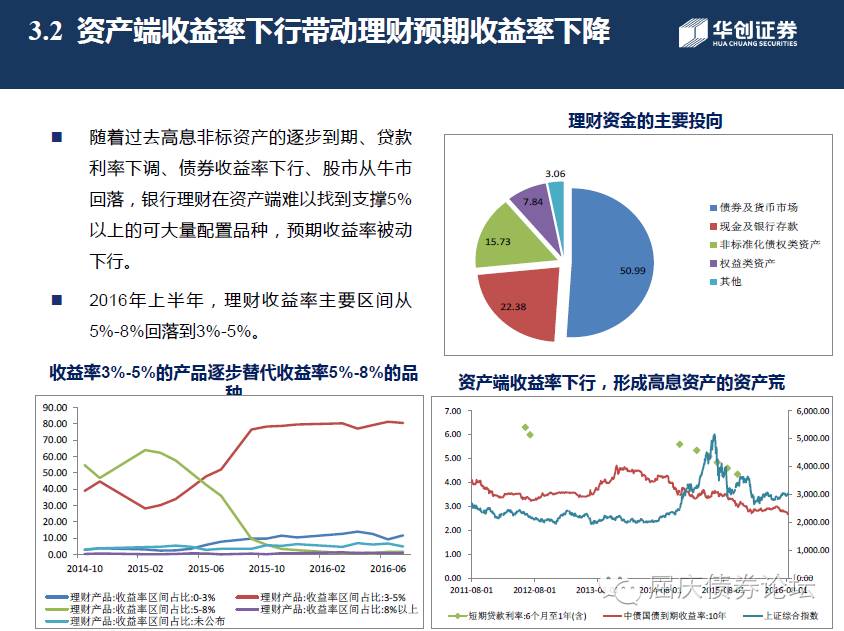 3.2 资产端收益率下行带动理财预期收益率下降
华创证券
HUA CHUANG SECURITIES
随着过去高息非标资产的逐步到期、贷款
利率下调、债券收益率下行、股市从牛市
回落，银行理财在资产端难以找到支撑5%
以上的可大量配置品种，预期收益率被动
下行。
2016年上半年，理财收益率主要区间从
5%-8%回落到3%-5%。
理财资金的主要投向
3.06
7.84
15.73
22.38
50.99
债券及货币市场
现金及银行存款
非标准化债权类资产
权益类资产
其他
收益率3%-5%的产品逐步替代收益率5%-8%的品
种
90.00
80.00
70.00
60.00
50.00
40.00
30.00
20.00
10.00
0.00
2014-10 2015-02 2015-06 2015-10 2016-02 2016-06
理财产品:收益率区间占比:0-3% 理财产品:收益率区间占比:3-5%
理财产品:收益率区间占比:5-8% 理财产品:收益率区间占比:8%以上
理财产品:收益率区间占比:未公布
资产端收益率下行，形成高息资产的资产荒
7.00 6,000.00
6.00 5,000.00
5.00 4,000.00
4.00 3,000.00
3.00 2,000.00
2.00 1,000.00
1.00 0.00
0.00
2011-08-01 2012-08-01 2013- 2014-08-01 2015-08-01 2016-08-01
屈庆债券论坛
短期贷款利率:6个月至1年(含) 中债国债到期收益率:10年 上证综合指数